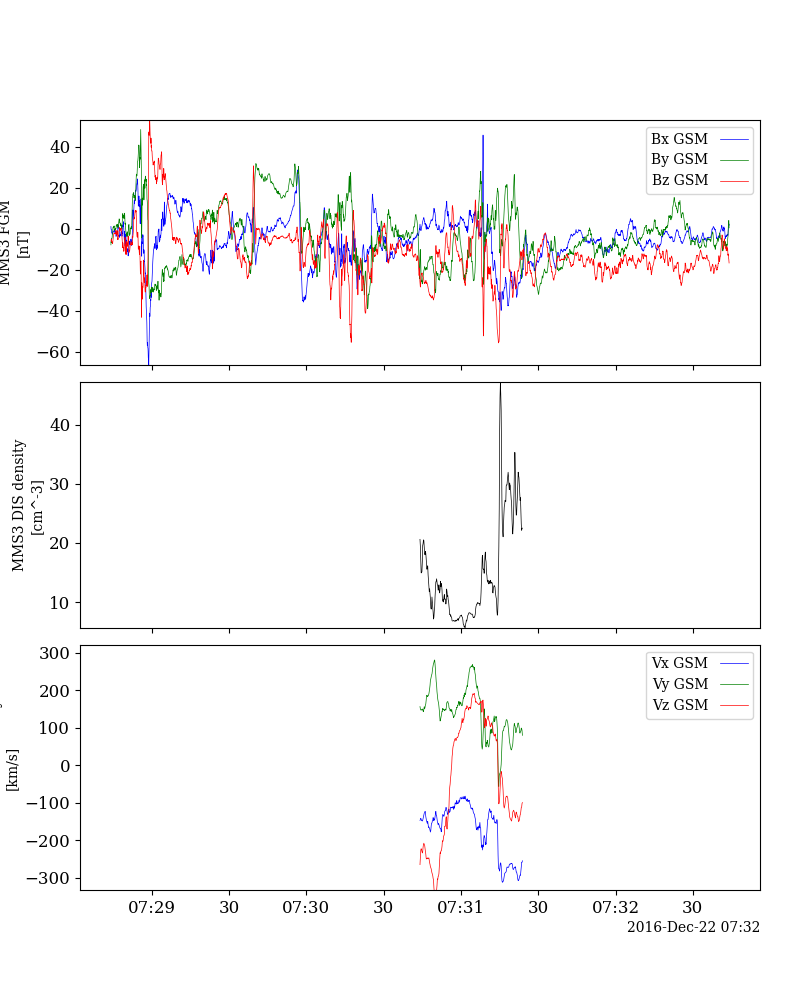 40
20
0
−20
−40
−60
MMS3 FGM
[nT]
Bx GSM
By GSM
Bz GSM
40
30
20
10
MMS3 DIS density
[cm^-3]
300
200
100
0
−100
−200
−300
[km/s]
Vx GSM
Vy GSM
Vz GSM
07:29 30 07:30 30 07:31 30 07:32 30
2016-Dec-22 07:32